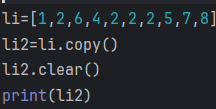 li=[1,2,6,4,2,2,2,5,7,8]
li2=li.copy()
li2.clear()
print(li2)